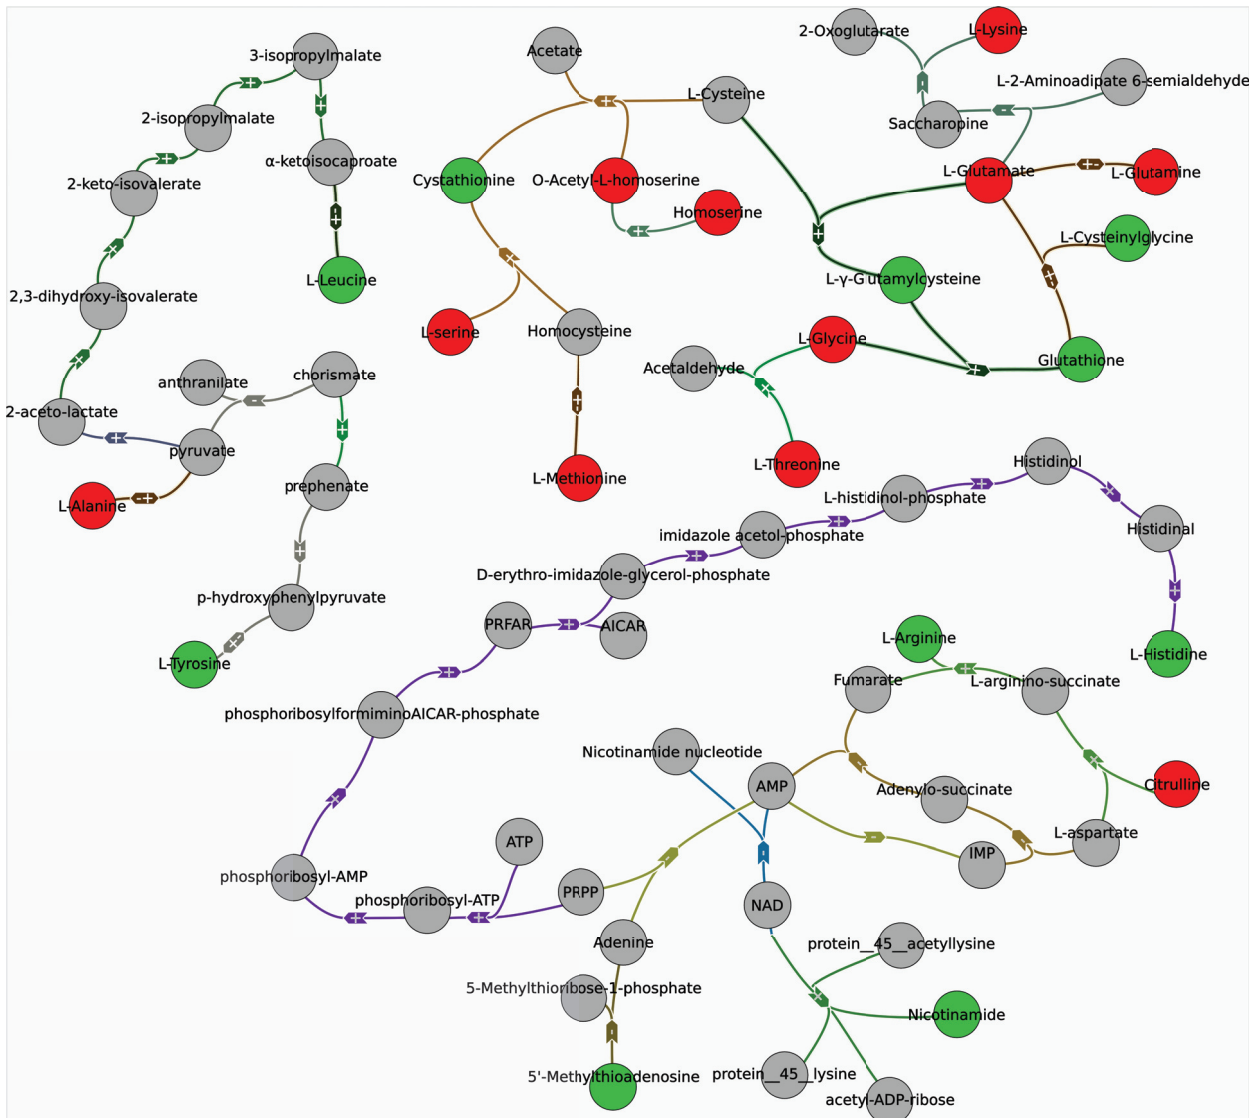 2-Oxoglutarate
L-Lysine
3-isopropylmalate
Acetate
L-Cysteine
L-2-Aminoadipate 6-semialdehyde
2-isopropylmalate
Saccharopine
α-ketoisocaproate
2-keto-isovalerate
Cystathionine
O-Acetyl-L-homoserine
L-Glutamate
L-Glutamine
Homoserine
L-Cysteinylglycine
L-Leucine
L-γ-Glutamylcysteine
2,3-dihydroxy-isovalerate
L-serine
Homocysteine
L-Glycine
Glutathione
Acetaldehyde
anthranilate
chorismate
2-aceto-lactate
pyruvate
L-Threonine
Histidinol
L-Methionine
prephenate
L-histidinol-phosphate
L-Alanine
imidazole acetol-phosphate
Histidinal
D-erythro-imidazole-glycerol-phosphate
p-hydroxyphenylpyruvate
PRFAR
AICAR
L-Arginine
L-Tyrosine
L-Histidine
Fumarate
L-arginino-succinate
phosphoribosylformiminoAICAR-phosphate
Nicotinamide nucleotide
AMP
Adenylo-succinate
Citrulline
L-aspartate
ATP
IMP
phosphoribosyl-AMP
phosphoribosyl-ATP
PRPP
NAD
Adenine
protein__45__acetyllysine
5-Methylthioribose-1-phosphate
Nicotinamide
5'-Methylthioadenosine
protein__45__lysine
acetyl-ADP-ribose